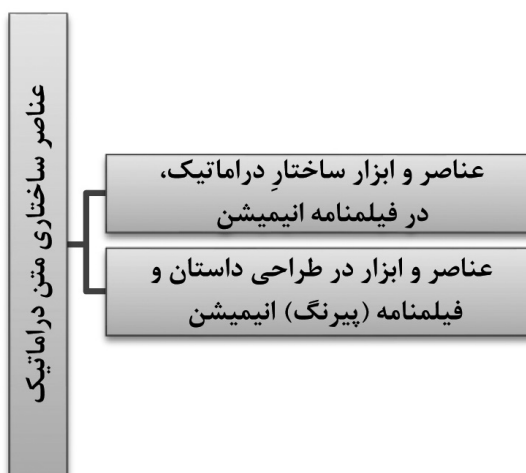 عناصر ساختاری متن دراماتیک
عناصر و ابزار ساختارِ دراماتیک،
در فیلمنامه انیمیشن
عناصر و ابزار در طراحی داستان و
فیلمنامه (پیرنگ) انیمیشن